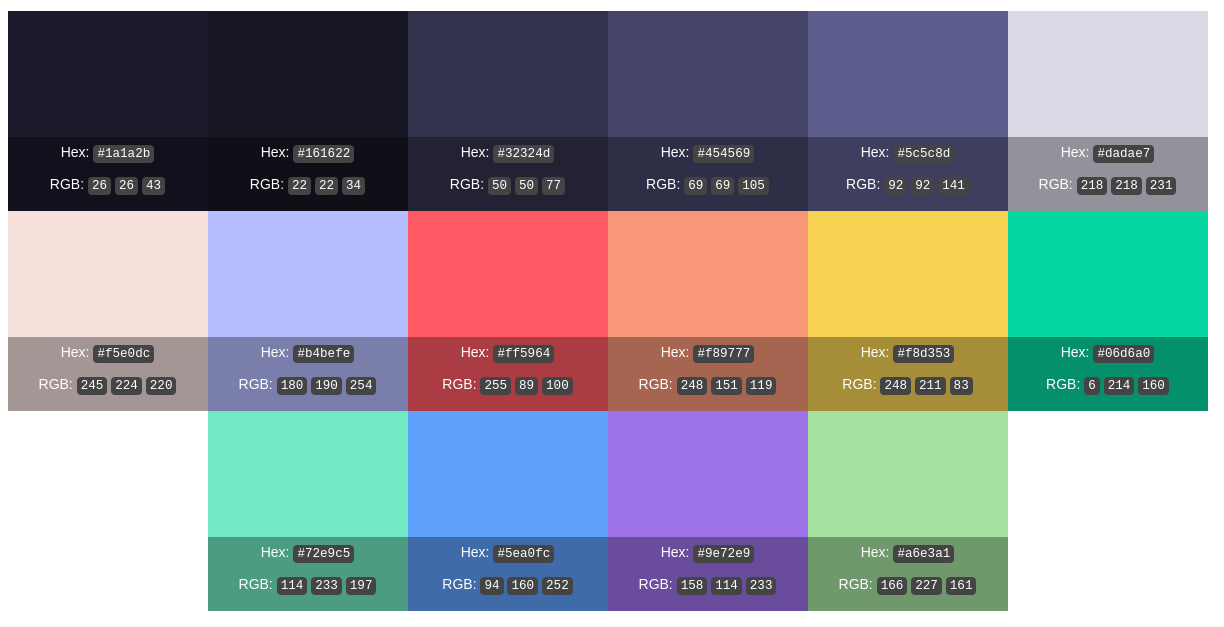 Hex: #1a1a2b
RGB: 26 26 43
Hex: #161622
RGB: 22 22 34
Hex: #32324d
RGB: 50 50 77
Hex: #454569
RGB: 69 69 105
Hex: #5c5c8d
RGB: 92 92 141
Hex: #dadae7
RGB: 218 218 231
Hex: #f5e0dc
RGB: 245 224 220
Hex: #b4befe
RGB: 180 190 254
Hex: #ff5964
RGB: 255 89 100
Hex: #f89777
RGB: 248 151 119
Hex: #f8d353
RGB: 248 211 83
Hex: #06d6a0
RGB: 6 214 160
Hex: #72e9c5
RGB: 114 233 197
Hex: #5ea0fc
RGB: 94 160 252
Hex: #9e72e9
RGB: 158 114 233
Hex: #a6e3a1
RGB: 166 227 161